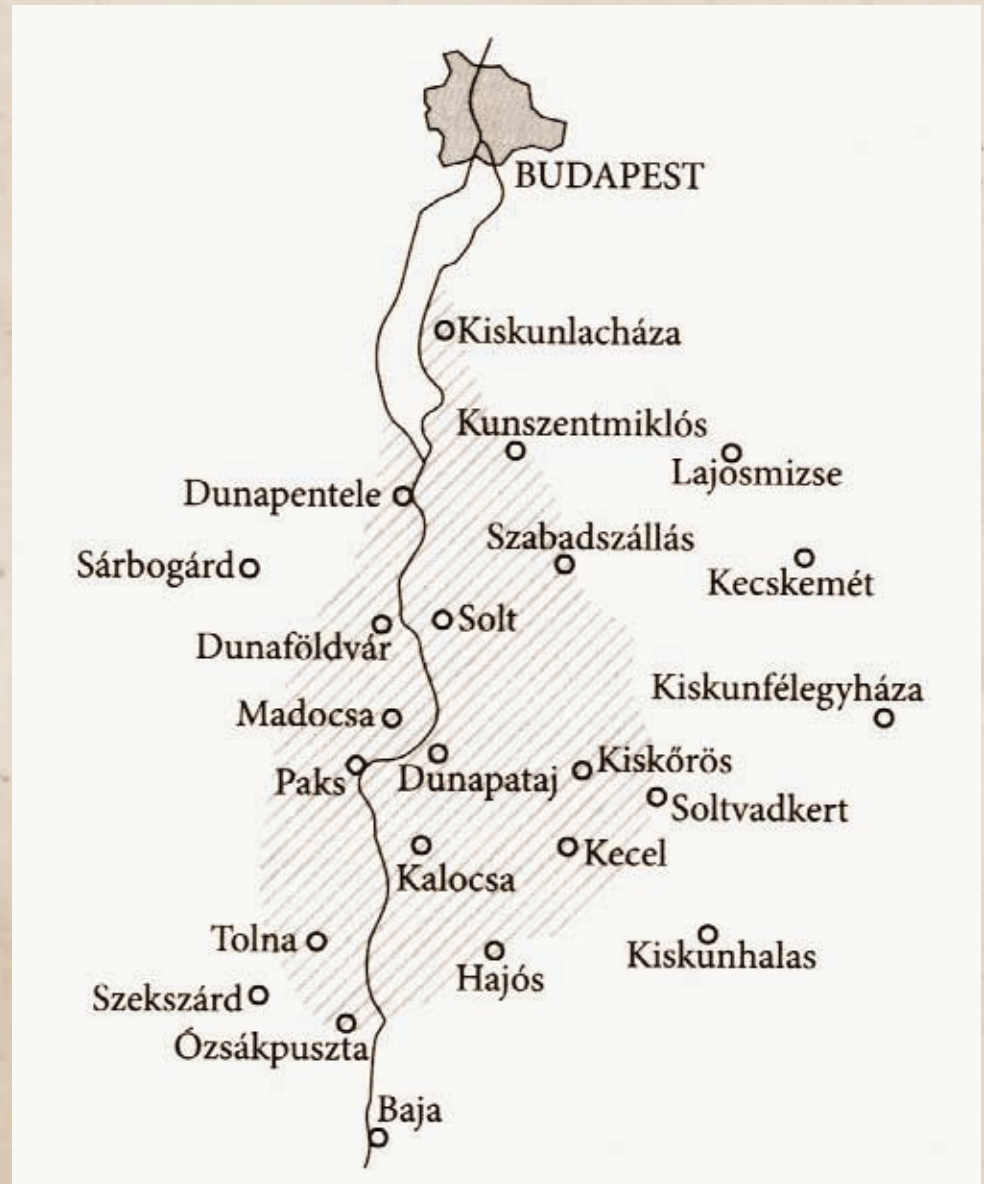 BUDAPEST
Kiskunlacháza
Kunszentmiklós
Lajosmizse
Dunapentele
Szabadszállás
Sárbogárd
Kecskemét
Solt
Dunaföldvár
Kiskunfélegyháza
Madocsa
Kiskőrös
Paks
Dunapataj
Soltvadkert
Kecel
Kalocsa
Tolna
Kiskunhalas
Hajós
Szekszárd
Ózsákpuszta
Baja